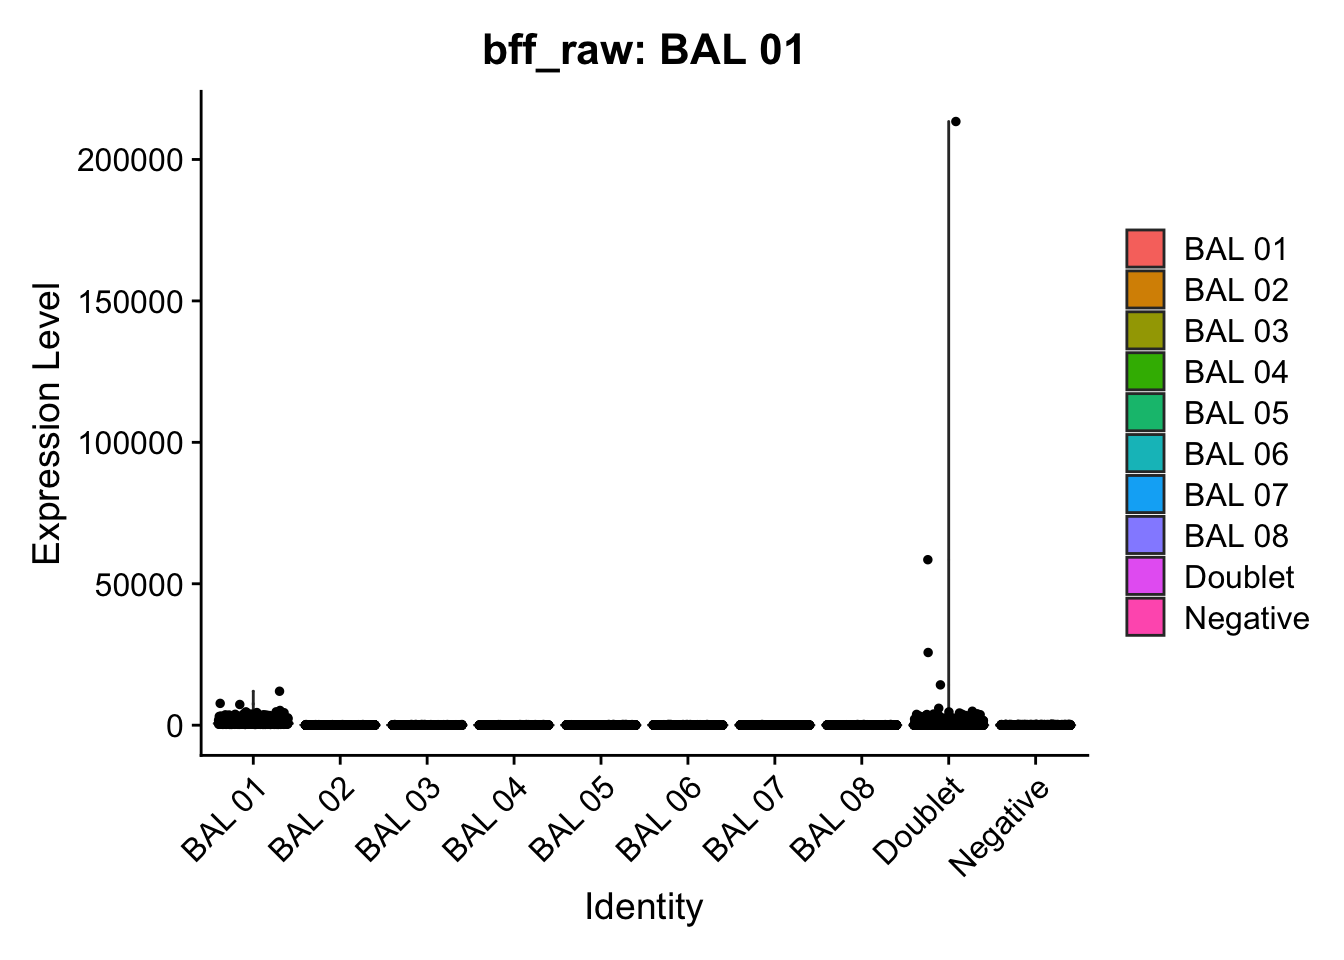 bff_raw: BAL 01
Expression Level
200000
150000
100000
50000
0
BAL 01
BAL 02
BAL 03
BAL 04
BAL 05
BAL 06
BAL 07
BAL 08
Doublet
Negative
Identity
BAL 01
BAL 02
BAL 03
BAL 04
BAL 05
BAL 06
BAL 07
BAL 08
Doublet
Negative